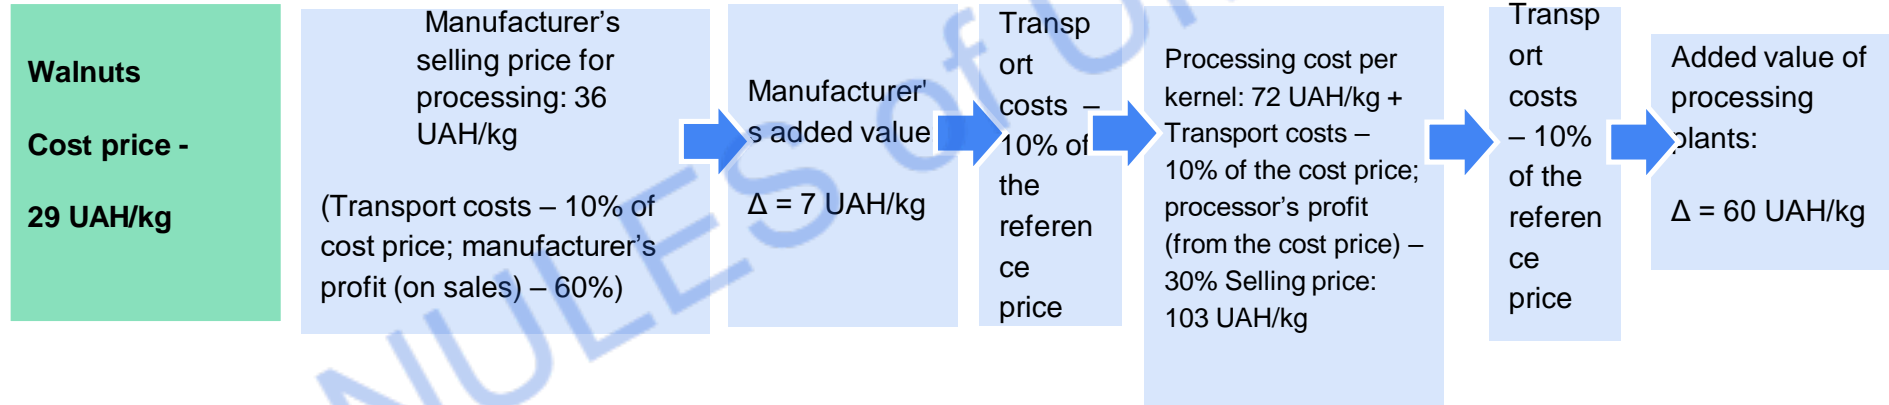 Walnuts
Cost price -
29 UAH/kg
Manufacturer’s
selling price for
processing: 36
UAH/kg
(Transport costs – 10% of
cost price; manufacturer’s
profit (on sales) – 60%)
Manufacturer'
s added value
Δ = 7 UAH/kg
Transp
ort
costs –
10% of
the
referen
ce
price
Processing cost per
kernel: 72 UAH/kg +
Transport costs –
10% of the cost price;
processor’s profit
(from the cost price) –
30% Selling price:
103 UAH/kg
Transp
ort
costs
– 10%
of the
referen
ce
price
Added value of
processing
plants:
Δ = 60 UAH/kg
NULES of